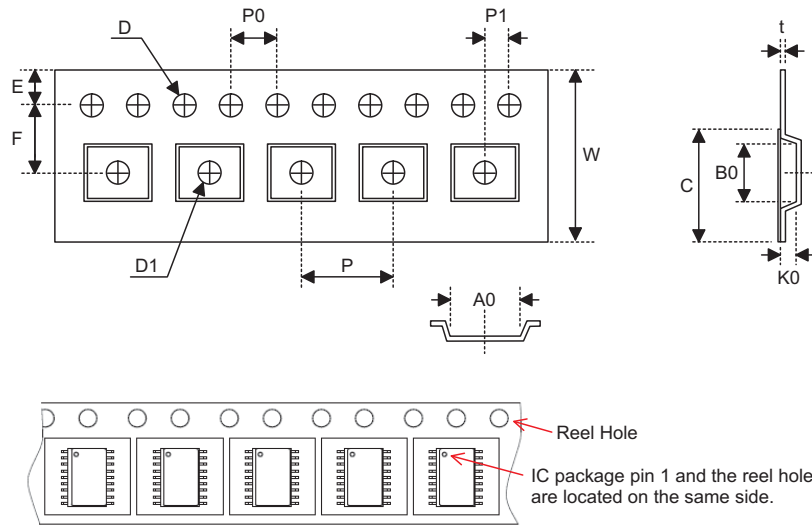 D
P0
P1
t
E
F
W
C
B0
D1
P
K0
A0
Reel Hole
IC package pin 1 and the reel hole
are located on the same side.